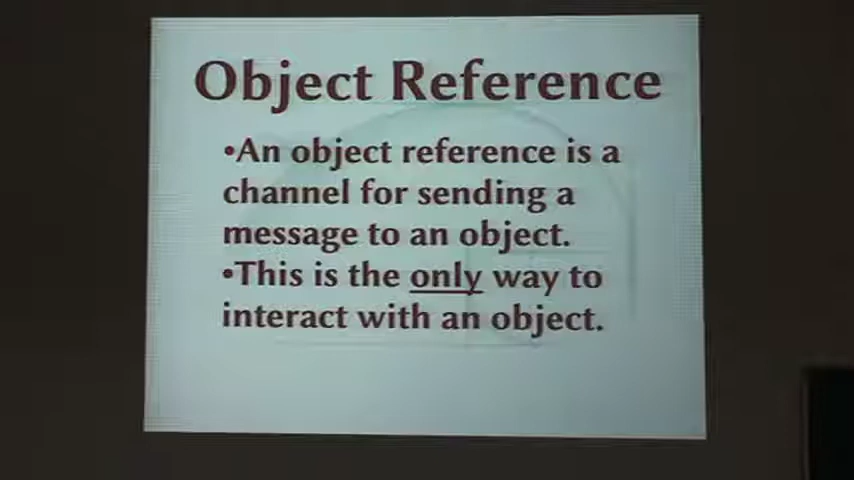 Object Reference
•An object reference is a
channel for sending a
message to an object.
•This is the only way to
interact with an object.